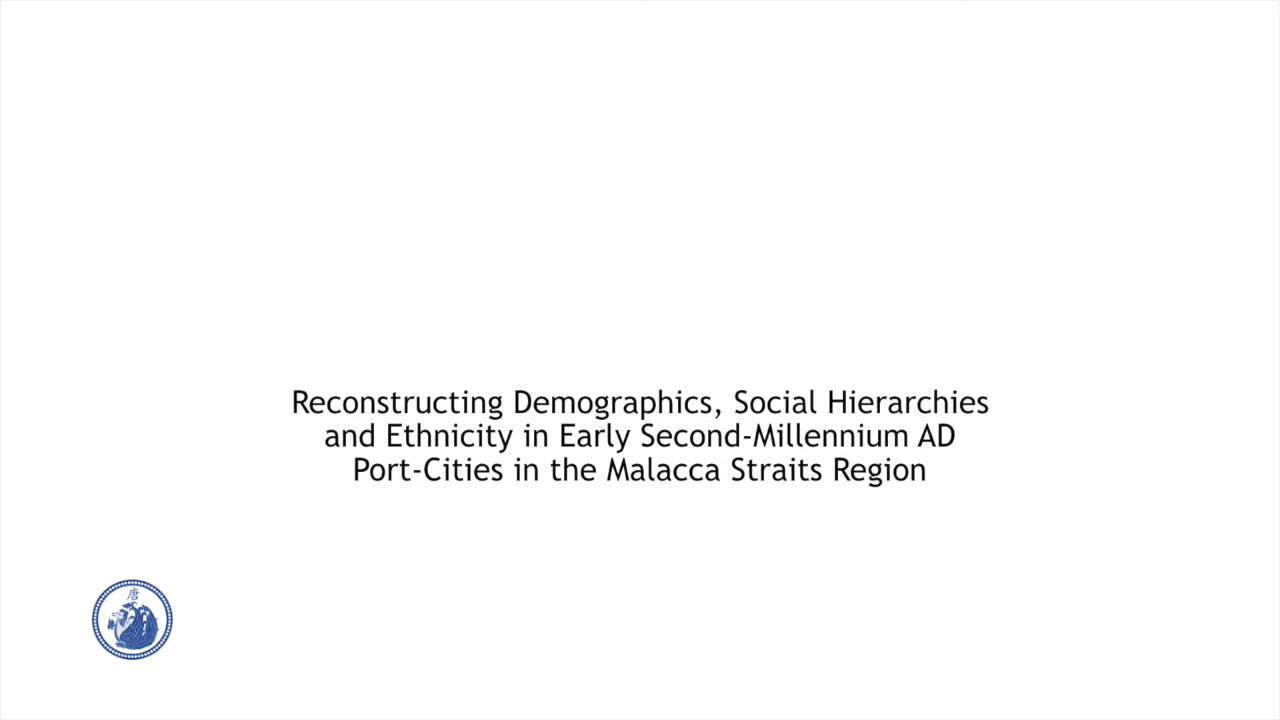 Reconstructing Demographics, Social Hierarchies
and Ethnicity in Early Second-Millennium AD
Port-Cities in the Malacca Straits Region
唐